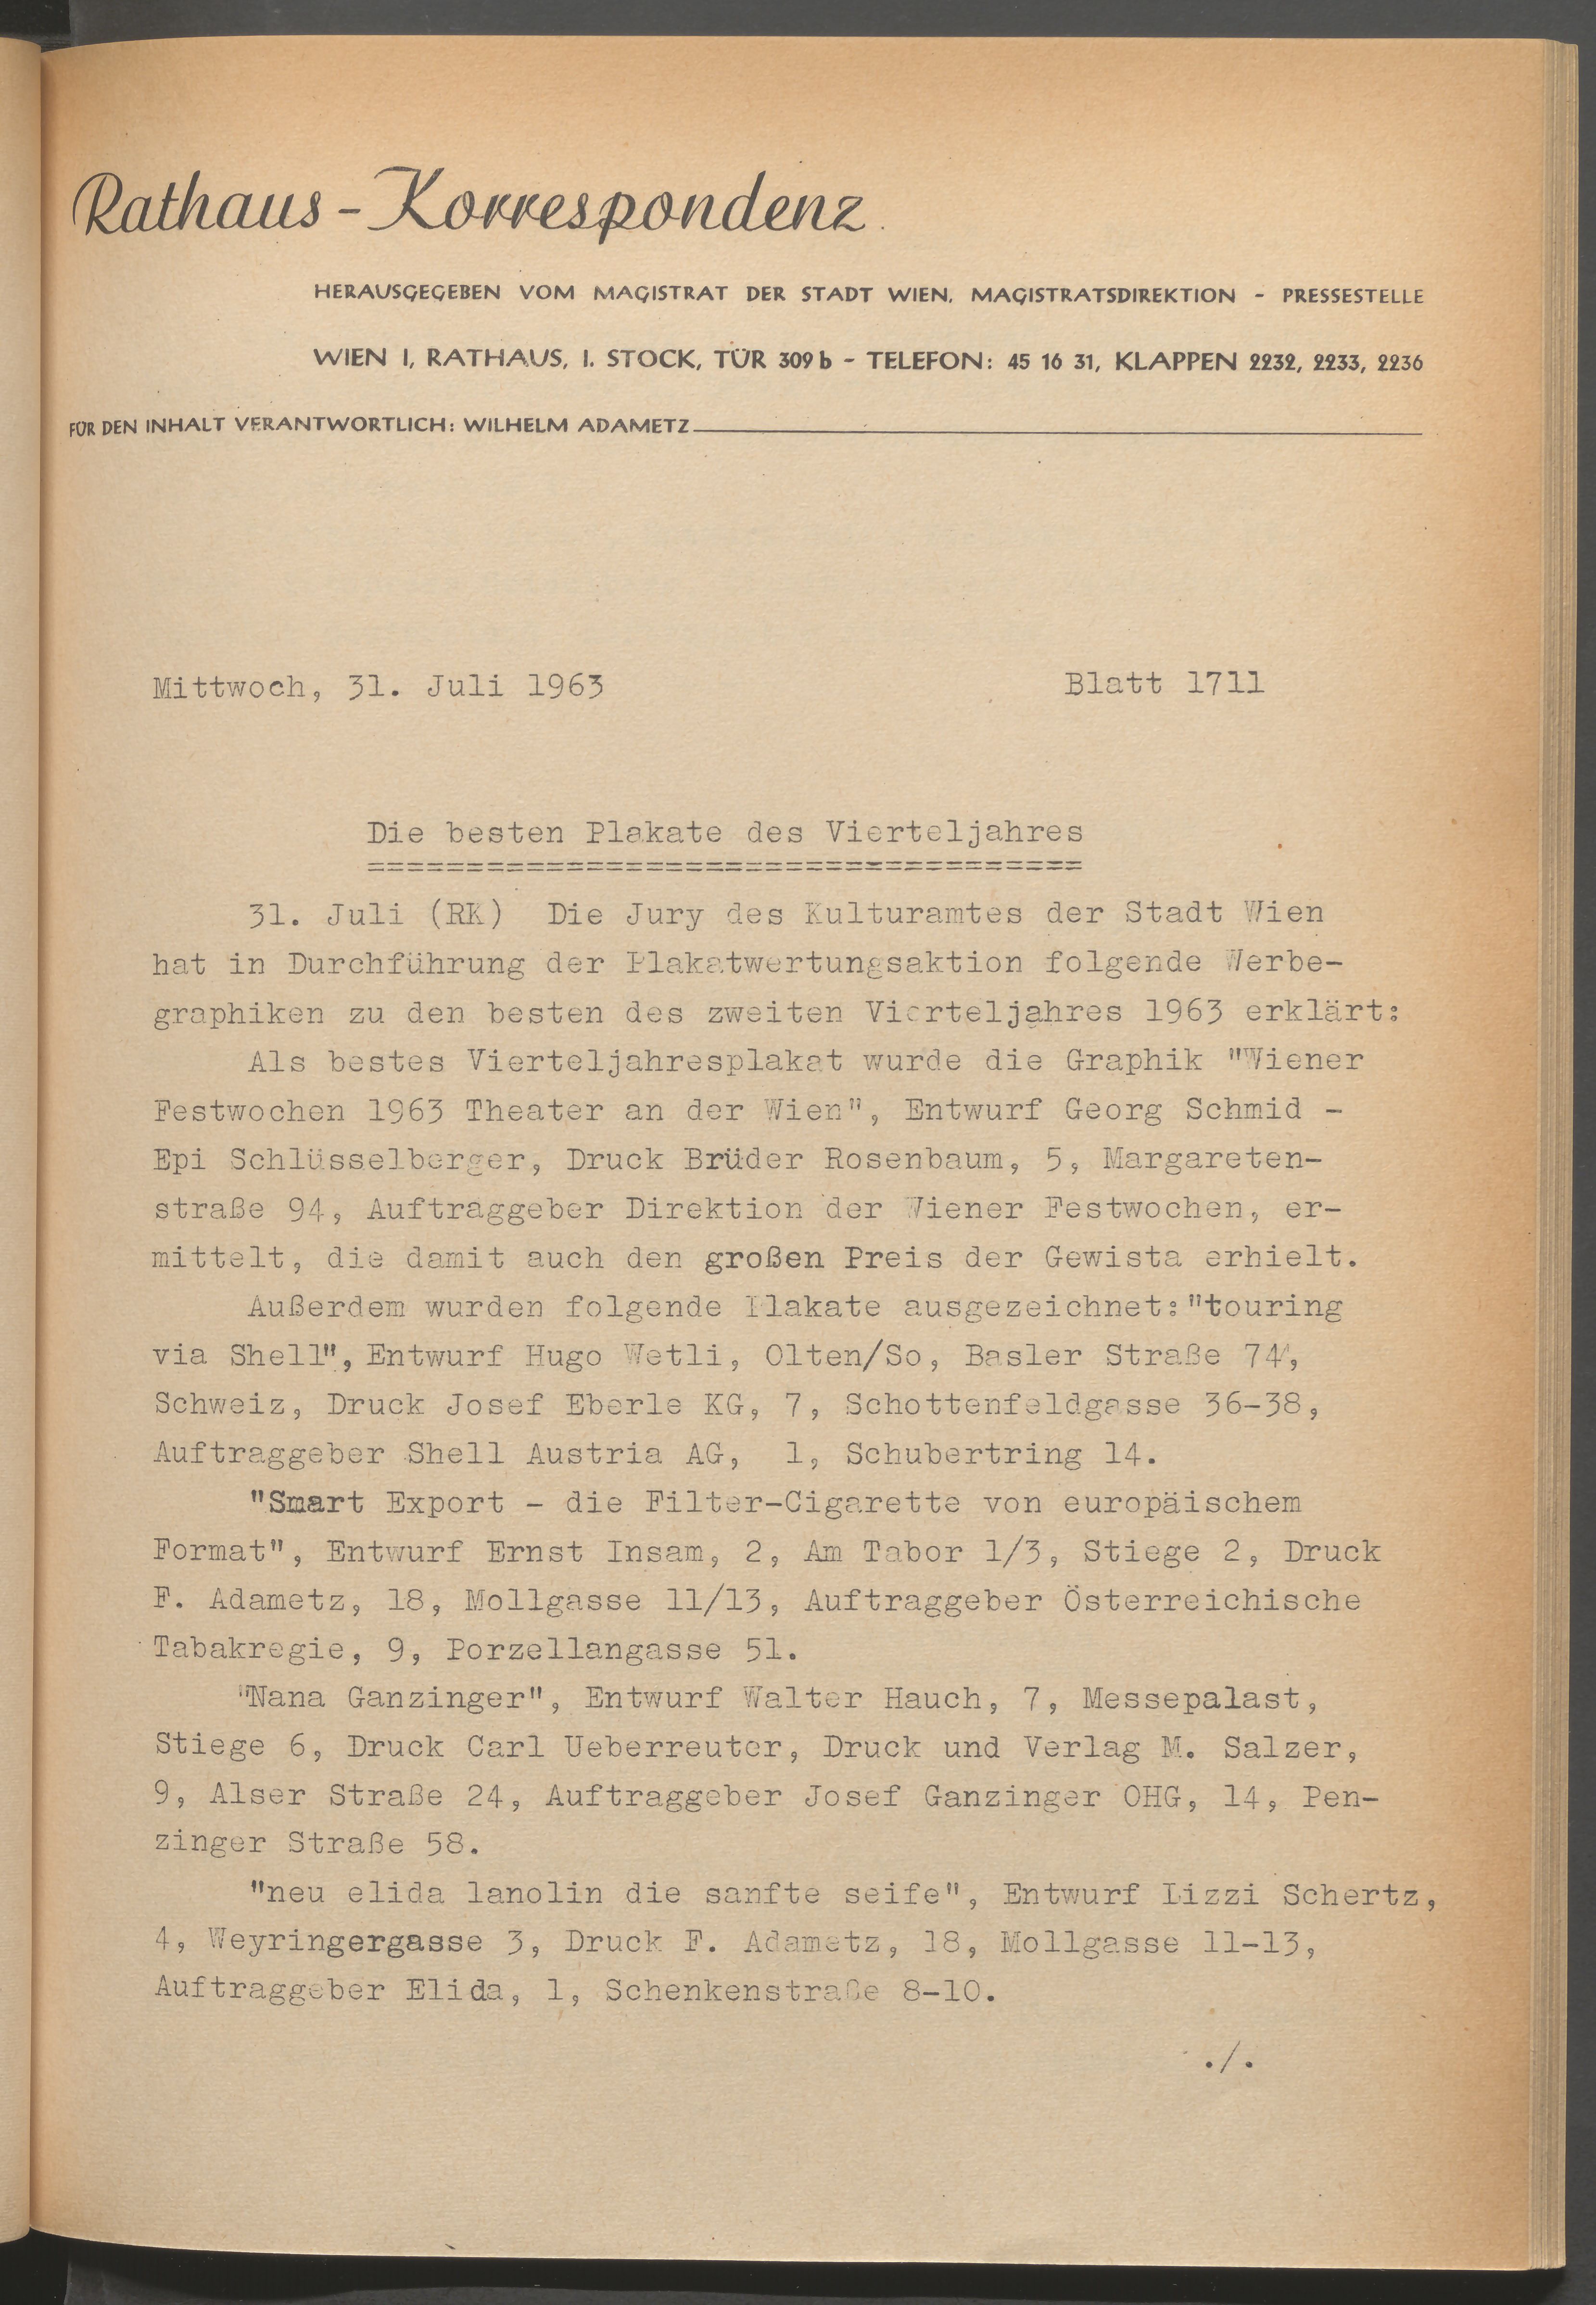 Rathaus-Korrespondenz
HERAUSGEGEBEN VOM MAGISTRAT DER STADT WIEN, MAGISTRATSDIREKTION - PRESSESTELLE
WIEN I, RATHAUS, I. STOCK, TÜR 309 b - TELEFON: 45 16 31, KLAPPEN 2232, 2233, 2236
FÜR DEN INHALT VERANTWORTLICH: WILHELM ADAMETZ
Mittwoch, 31. Juli 1963 Blatt 1711
Die besten Plakate des Vierteljahres
====================================
31. Juli (RK) Die Jury des Kulturamtes der Stadt Wien
hat in Durchführung der Plakatwertungsaktion folgende Werbe-
graphiken zu den besten des zweiten Vierteljahres 1963 erklärt:
Als bestes Vierteljahresplakat wurde die Graphik "Wiener
Festwochen 1963 Theater an der Wien", Entwurf Georg Schmid -
Epi Schlüsselberger, Druck Brüder Rosenbaum, 5, Margareten-
straße 94, Auftraggeber Direktion der Wiener Festwochen, er-
mittelt, die damit auch den großen Preis der Gewista erhielt.
Außerdem wurden folgende Plakate ausgezeichnet:"touring
via Shell", Entwurf Hugo Wetli, Olten/So, Basler Straße 74,
Schweiz, Druck Josef Eberle KG, 7, Schottenfeldgasse 36-38,
Auftraggeber Shell Austria AG, 1, Schubertring 14.
"Smart Export - die Filter-Cigarette von europäischem
Format", Entwurf Ernst Insam, 2, Am Tabor 1/3, Stiege 2, Druck
F. Adametz, 18, Mollgasse 11/13, Auftraggeber Österreichische
Tabakregie, 9, Porzellangasse 51.
"Nana Ganzinger", Entwurf Walter Hauch, 7, Messepalast,
Stiege 6, Druck Carl Ueberreuter, Druck und Verlag M. Salzer,
9, Alser Straße 24, Auftraggeber Josef Ganzinger OHG, 14, Pen-
zinger Straße 58.
"neu elida lanolin die sanfte seife", Entwurf Lizzi Schertz,
4, Weyringergasse 3, Druck F. Adametz, 18, Mollgasse 11-13,
Auftraggeber Elida, 1, Schenkenstraße 8-10.
./.